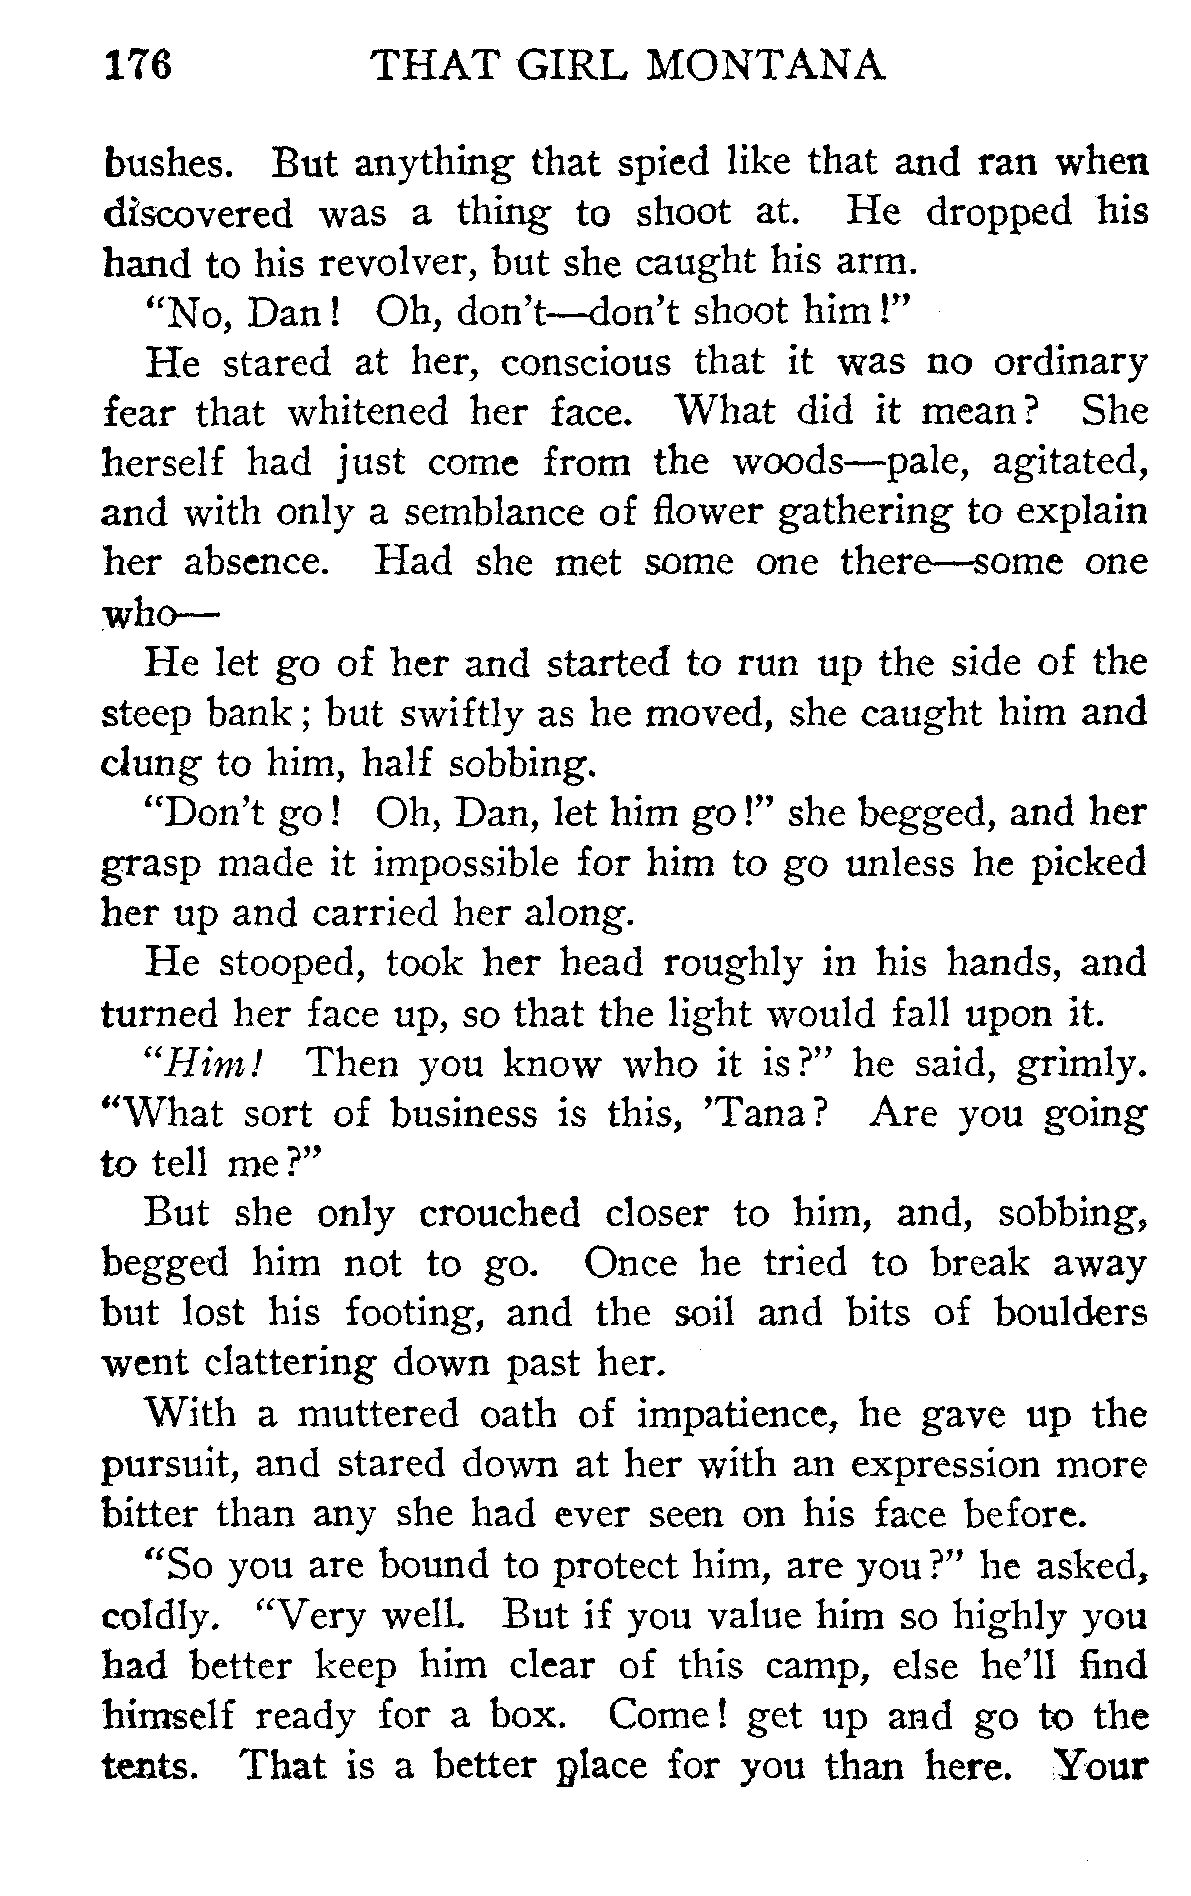 176 THAT GIRL MONTANA
bushes. But anything that spied like that and ran when
discovered was a thing to shoot at. He dropped his
hand to his revolver, but she caught his arm.
“No, Dan! Oh, don’t—don’t shoot him!”
He stared at her, conscious that it was no ordinary
fear that whitened her face. What did it mean? She
herself had just come from the woods—pale, agitated,
and with only a semblance of flower gathering to explain
her absence. Had she met some one there—some one
who—
He let go of her and started to run up the side of the
steep bank; but swiftly as he moved, she caught him and
clung to him, half sobbing.
“Don’t go! Oh, Dan, let him go!” she begged, and her
grasp made it impossible for him to go unless he picked
her up and carried her along.
He stooped, took her head roughly in his hands, and
turned her face up, so that the light would fall upon it.
“Him! Then you know who it is?” he said, grimly.
“What sort of business is this, ’Tana? Are you going
to tell me?”
But she only crouched closer to him, and, sobbing,
begged him not to go. Once he tried to break away
but lost his footing, and the soil and bits of boulders
went clattering down past her.
With a muttered oath of impatience, he gave up the
pursuit, and stared down at her with an expression more
bitter than any she had ever seen on his face before.
“So you are bound to protect him, are you?” he asked,
coldly. “Very well. But if you value him so highly you
had better keep him clear of this camp, else he’ll find
himself ready for a box. Come! get up and go to the
tents. That is a better place for you than here. Your